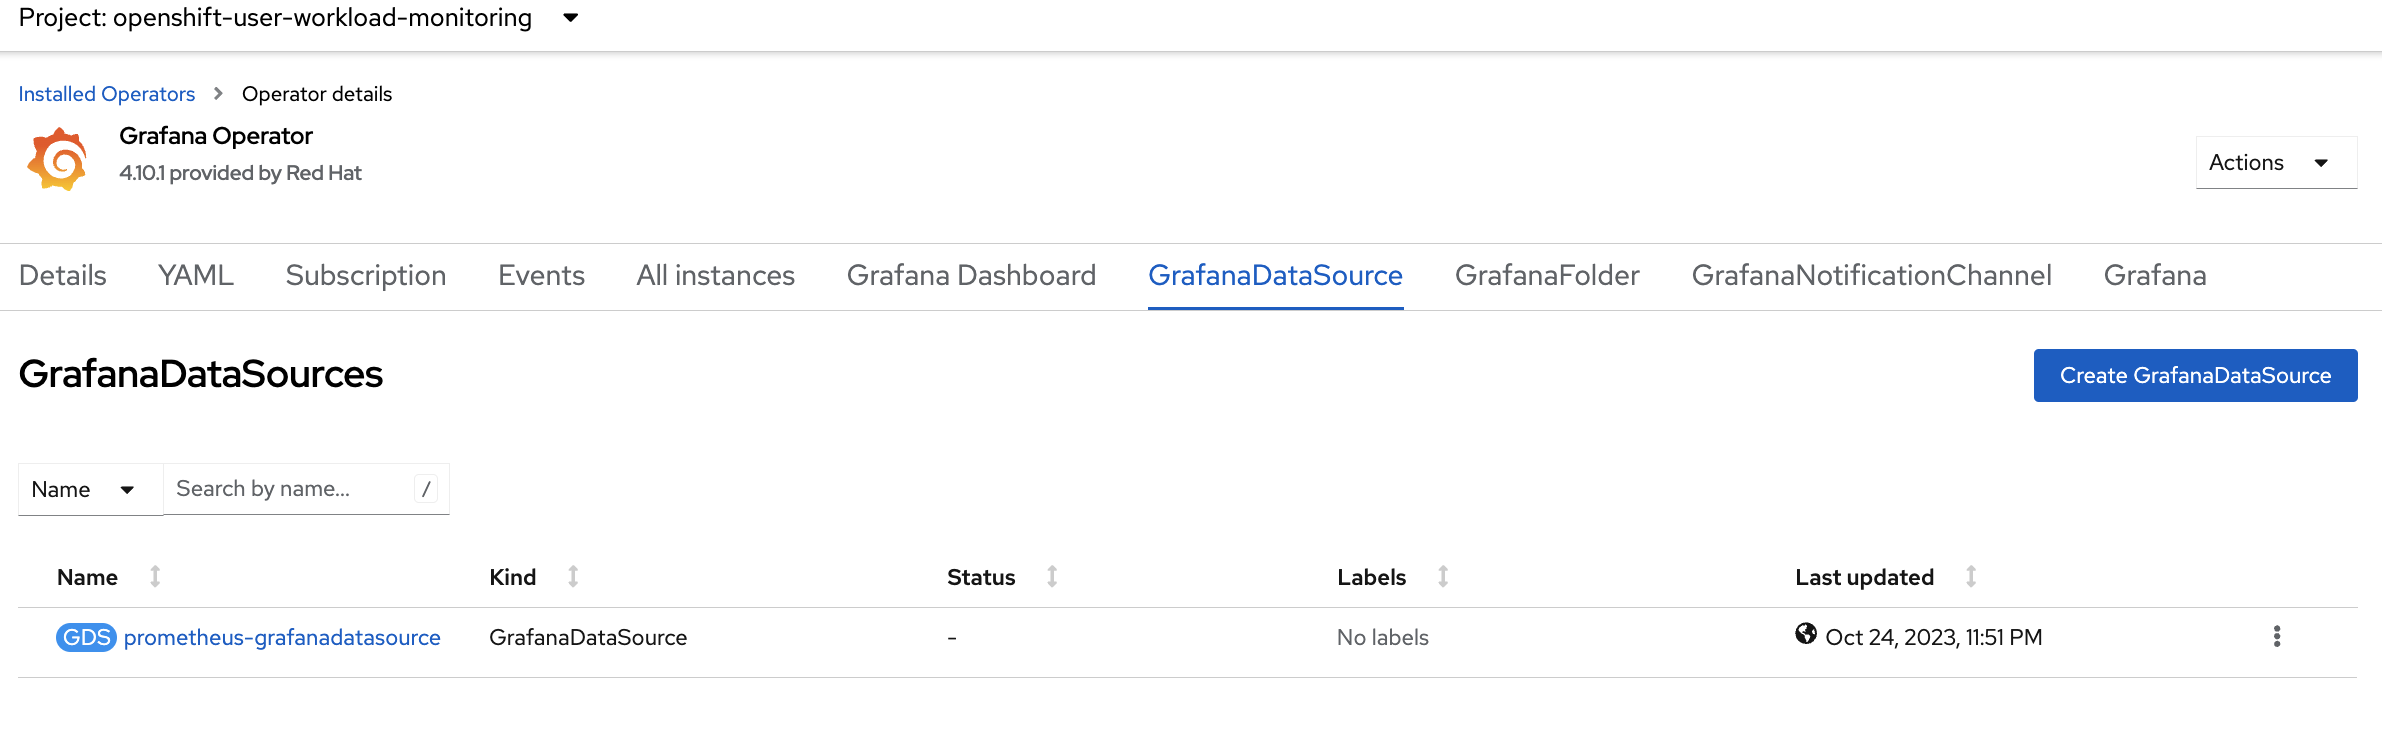 Project: openshift-user-workload-monitoring
Installed Operators Operator details
Grafana Operator
4.10.1 provided by Red Hat
Actions
Details YAML Subscription Events All instances Grafana Dashboard GrafanaDataSource GrafanaFolder GrafanaNotificationChannel Grafana
GrafanaDataSources
Create GrafanaDataSource
Name Search by name... /
Name Kind Status Labels Last updated
GDS prometheus-grafanadatasource GrafanaDataSource - No labels Oct 24, 2023, 11:51 PM